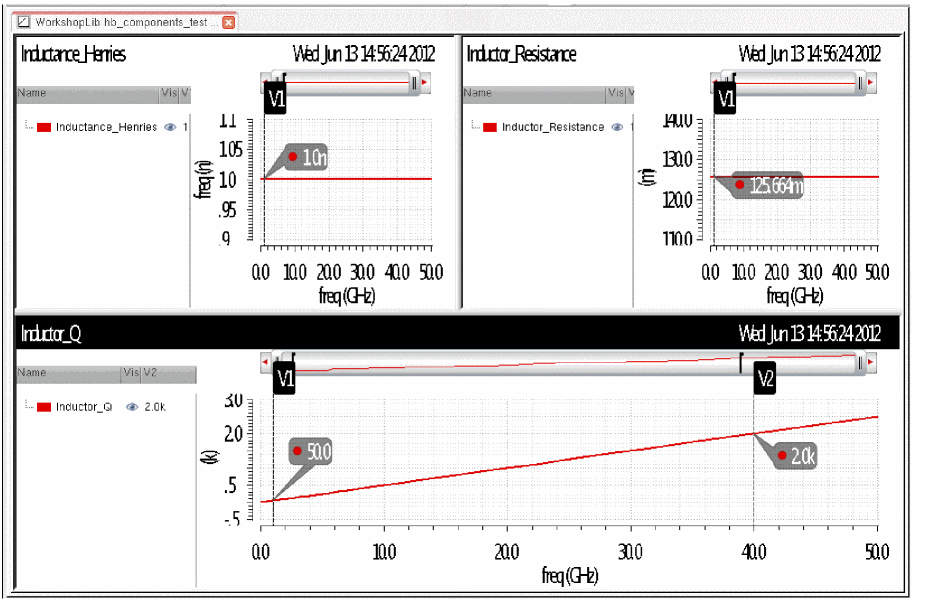 WorkshopLib hb_components_test ...
Inductance_Henries Wed Jun 13 14:56:24 2012
Name Vis V
V1
Inductance_Henries 1
1.1
1.05
1.0n
1.0
.95
.9
freq (n)
0.0 10.0 20.0 30.0 40.0 50.0
freq (GHz)
Inductor_Resistance Wed Jun 13 14:56:24 2012
Name Vis V
V1
Inductor_Resistance 1
140.0
130.0
125.664m
120.0
110.0
(m)
0.0 10.0 20.0 30.0 40.0 50.0
freq (GHz)
Inductor_Q Wed Jun 13 14:56:24 2012
Name Vis V2
V1 V2
Inductor_Q 2.0k
3.0
2.0
50.0 2.0k
.5
-.5
(k)
0.0 10.0 20.0 30.0 40.0 50.0
freq (GHz)